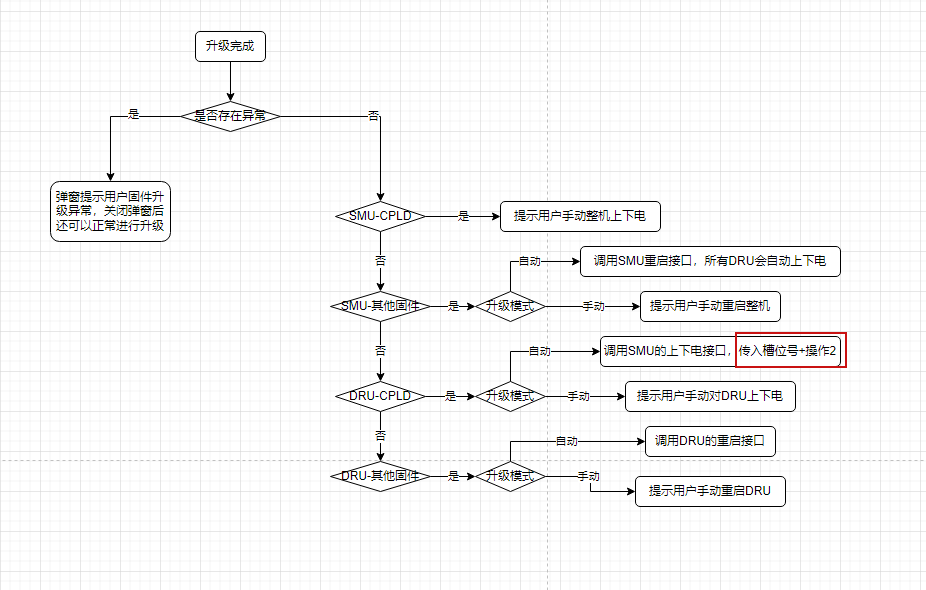 升级完成
是否存在异常
是
否
弹窗提示用户固件升
级异常，关闭弹窗后
还可以正常进行升级
SMU-CPLD
是
提示用户手动整机上下电
否
自动
调用SMU重启接口，所有DRU会自动上下电
SMU-其他固件
是
升级模式
手动
提示用户手动重启整机
否
自动
调用SMU的上下电接口，传入槽位号+操作2
DRU-CPLD
是
升级模式
手动
提示用户手动对DRU上下电
否
自动
调用DRU的重启接口
DRU-其他固件
是
升级模式
手动
提示用户手动重启DRU